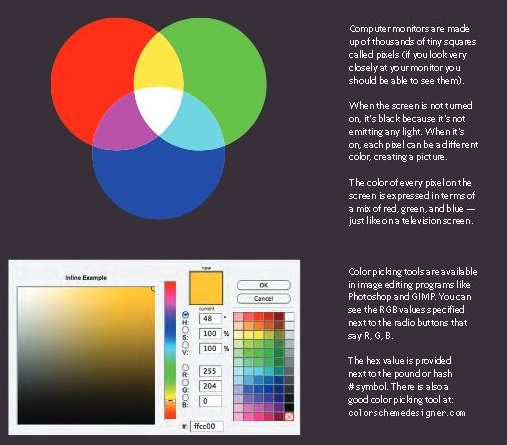 Computer monitors are made
up of thousands of tiny squares
called pixels (if you look very
closely at your monitor you
should be able to see them).
When the screen is not turned
on, it's black because it's not
emitting any light. When it's
on, each pixel can be a different
color, creating a picture.
The color of every pixel on the
screen is expressed in terms of
a mix of red, green, and blue —
just like on a television screen.
Inline Example
new
current
OK
Cancel
H: 48 °
S: 100 %
V: 100 %
R: 255
G: 204
B: 0
#: ffcc00
Color picking tools are available
in image editing programs like
Photoshop and GIMP. You can
see the RGB values specified
next to the radio buttons that
say R, G, B.
The hex value is provided
next to the pound or hash
# symbol. There is also a
good color picking tool at:
colorschemedesigner.com